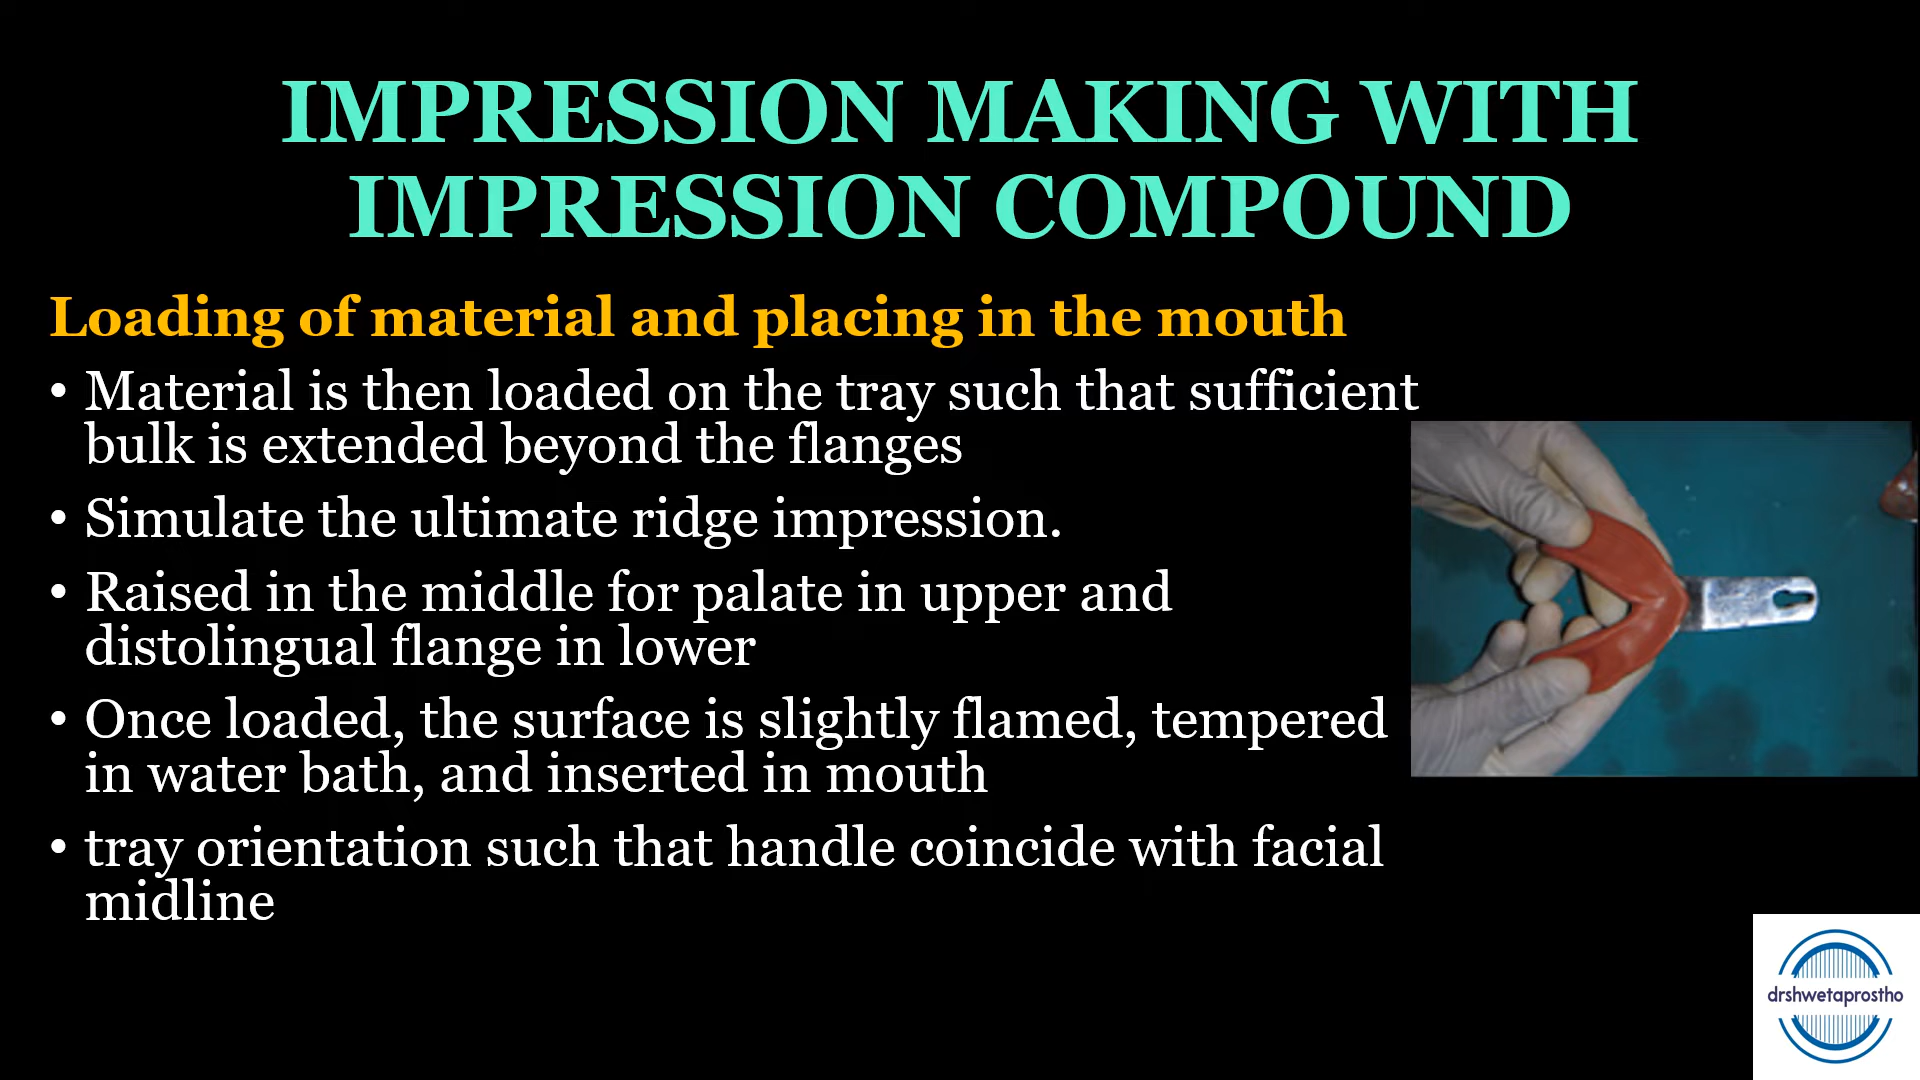 IMPRESSION MAKING WITH
IMPRESSION COMPOUND
Loading of material and placing in the mouth
• Material is then loaded on the tray such that sufficient
bulk is extended beyond the flanges
• Simulate the ultimate ridge impression.
• Raised in the middle for palate in upper and
distolingual flange in lower
• Once loaded, the surface is slightly flamed, tempered
in water bath, and inserted in mouth
• tray orientation such that handle coincide with facial
midline
drshwetaprostho